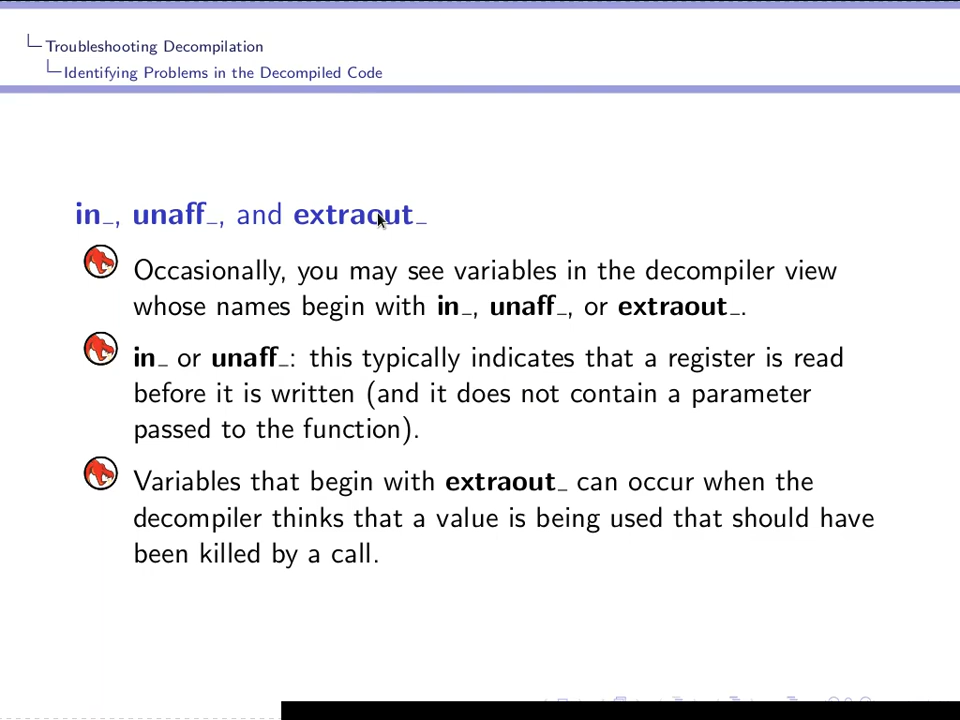 Troubleshooting Decompilation
Identifying Problems in the Decompiled Code
in_, unaff_, and extraout_
Occasionally, you may see variables in the decompiler view
whose names begin with in_, unaff_, or extraout_.
in_ or unaff_: this typically indicates that a register is read
before it is written (and it does not contain a parameter
passed to the function).
Variables that begin with extraout_ can occur when the
decompiler thinks that a value is being used that should have
been killed by a call.